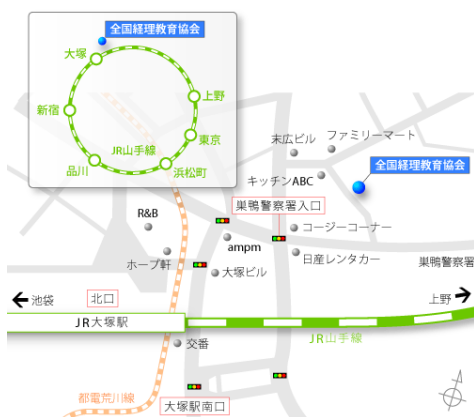 全国経理教育協会
大塚
上野
新宿
東京
JR山手線
品川
浜松町
末広ビル
ファミリーマート
キッチンABC
全国経理教育協会
R&B
巣鴨警察署入口
コージーコーナー
ampm
ホープ軒
日産レンタカー
巣鴨警察署
大塚ビル
池袋
北口
上野
JR大塚駅
JR山手線
交番
都電荒川線
大塚駅南口